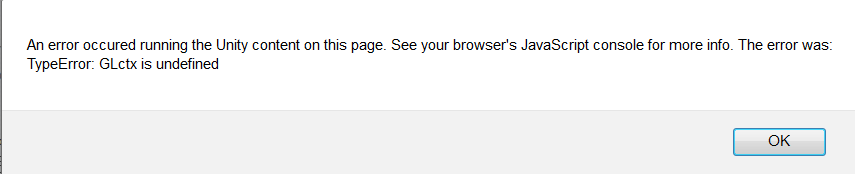 An error occured running the Unity content on this page. See your browser's JavaScript console for more info. The error was:
TypeError: GLctx is undefined
OK